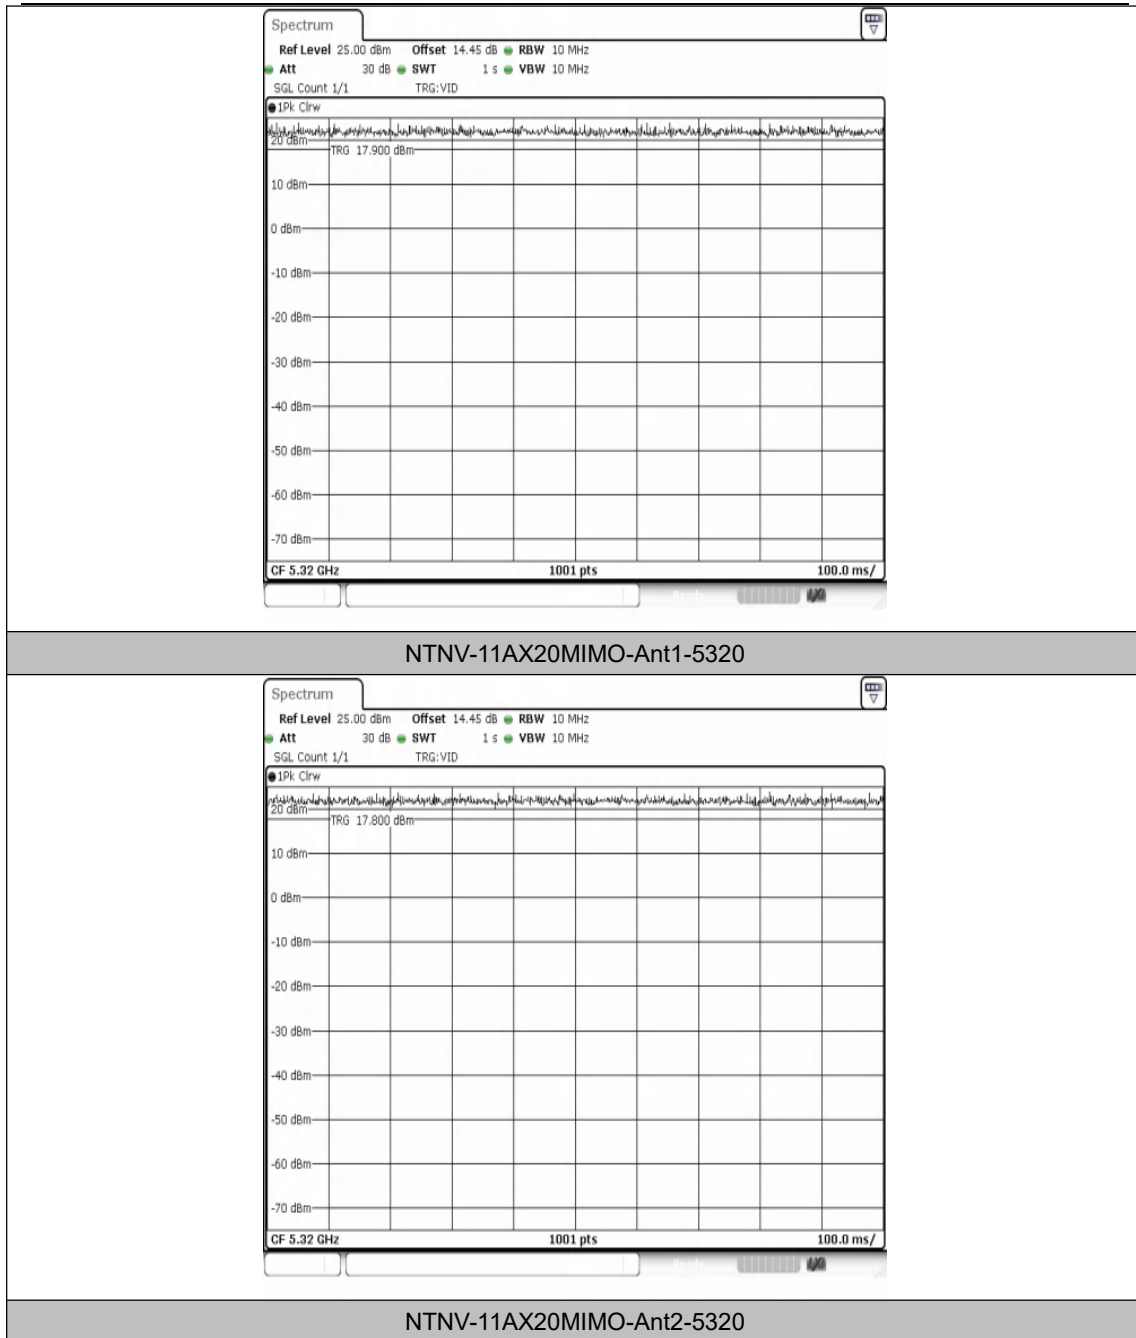 Spectrum
Ref Level 25.00 dBm Offset 14.45 dB RBW 10 MHz
Att 30 dB SWT 1 s VBW 10 MHz
SGL Count 1/1 TRG:VID
1Pk Clrw
20 dBm
TRG 17.900 dBm
10 dBm
0 dBm
-10 dBm
-20 dBm
-30 dBm
-40 dBm
-50 dBm
-60 dBm
-70 dBm
CF 5.32 GHz 1001 pts 100.0 ms/
NTNV-11AX20MIMO-Ant1-5320
Spectrum
Ref Level 25.00 dBm Offset 14.45 dB RBW 10 MHz
Att 30 dB SWT 1 s VBW 10 MHz
SGL Count 1/1 TRG:VID
1Pk Clrw
20 dBm
TRG 17.800 dBm
10 dBm
0 dBm
-10 dBm
-20 dBm
-30 dBm
-40 dBm
-50 dBm
-60 dBm
-70 dBm
CF 5.32 GHz 1001 pts 100.0 ms/
NTNV-11AX20MIMO-Ant2-5320